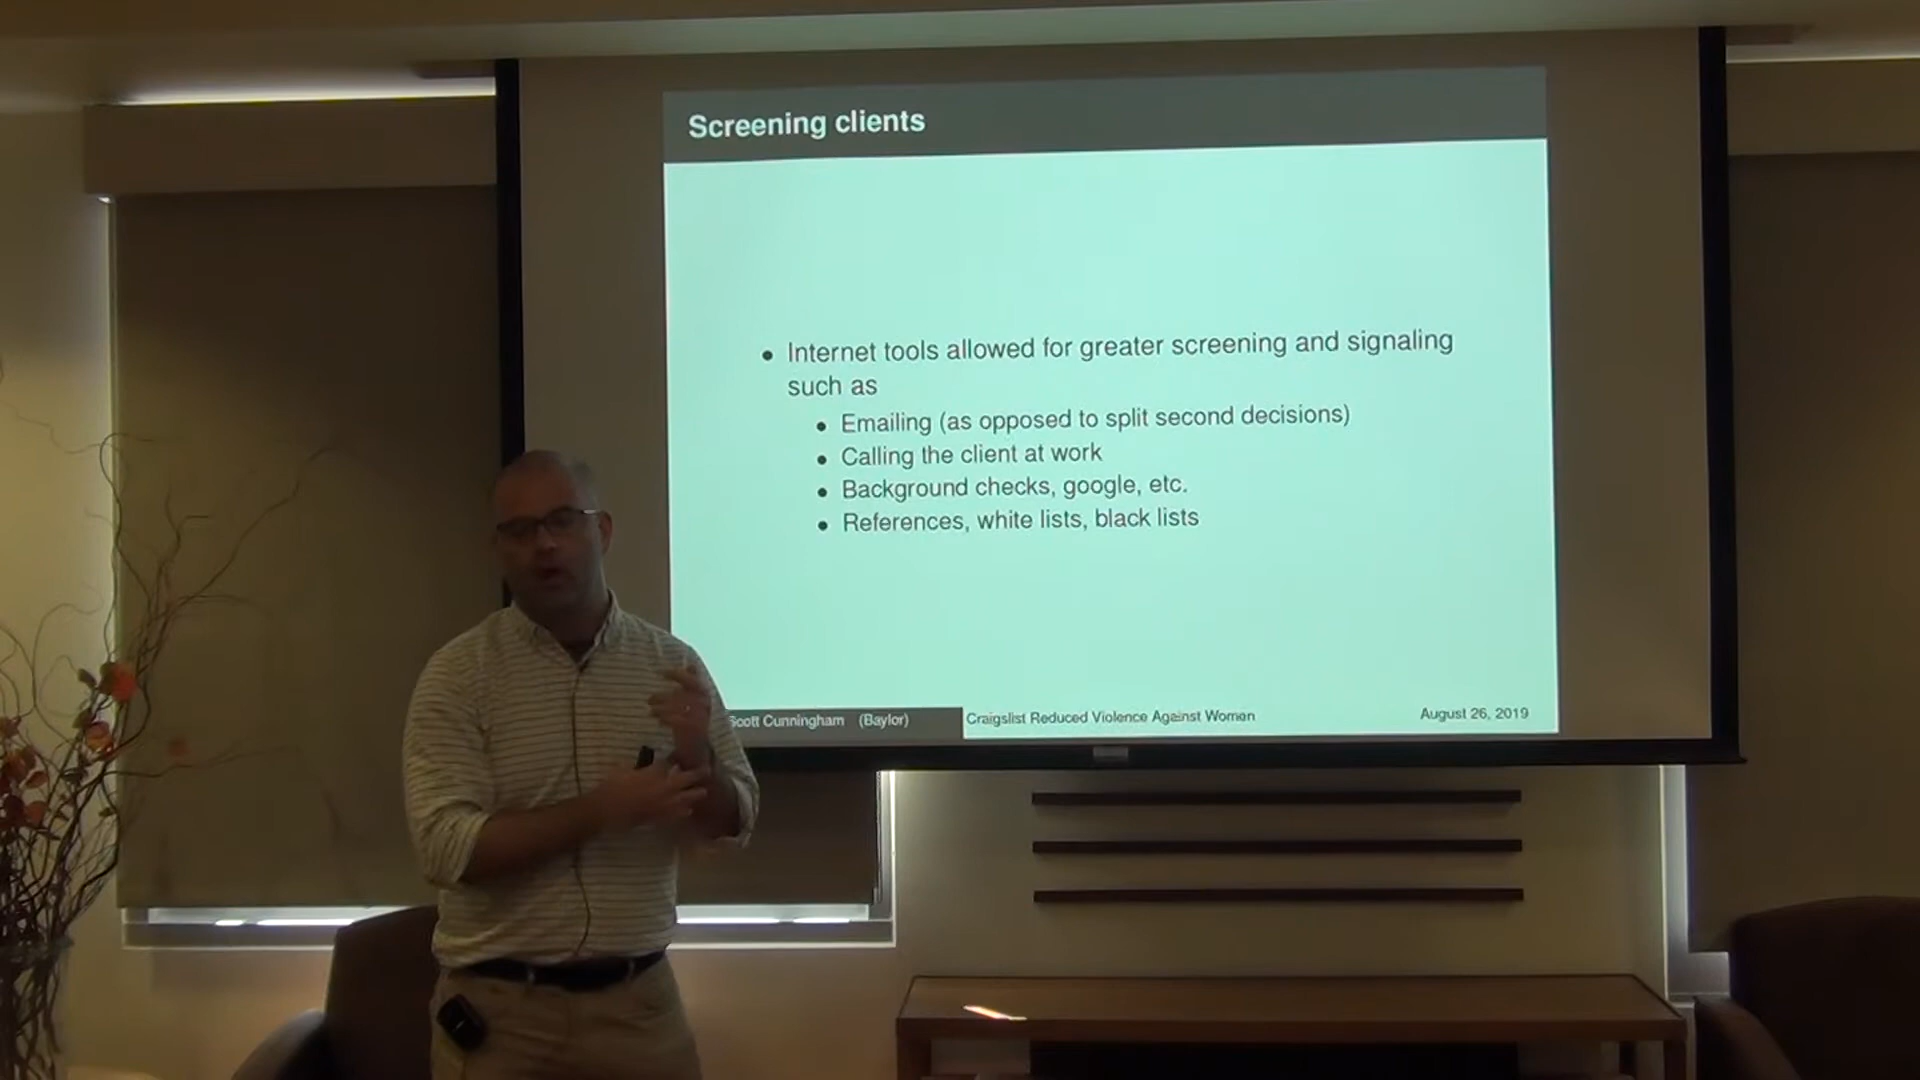 Screening clients
• Internet tools allowed for greater screening and signaling
such as
• Emailing (as opposed to split second decisions)
• Calling the client at work
• Background checks, google, etc.
• References, white lists, black lists
Scott Cunningham (Baylor) Craigslist Reduced Violence Against Women August 26, 2019